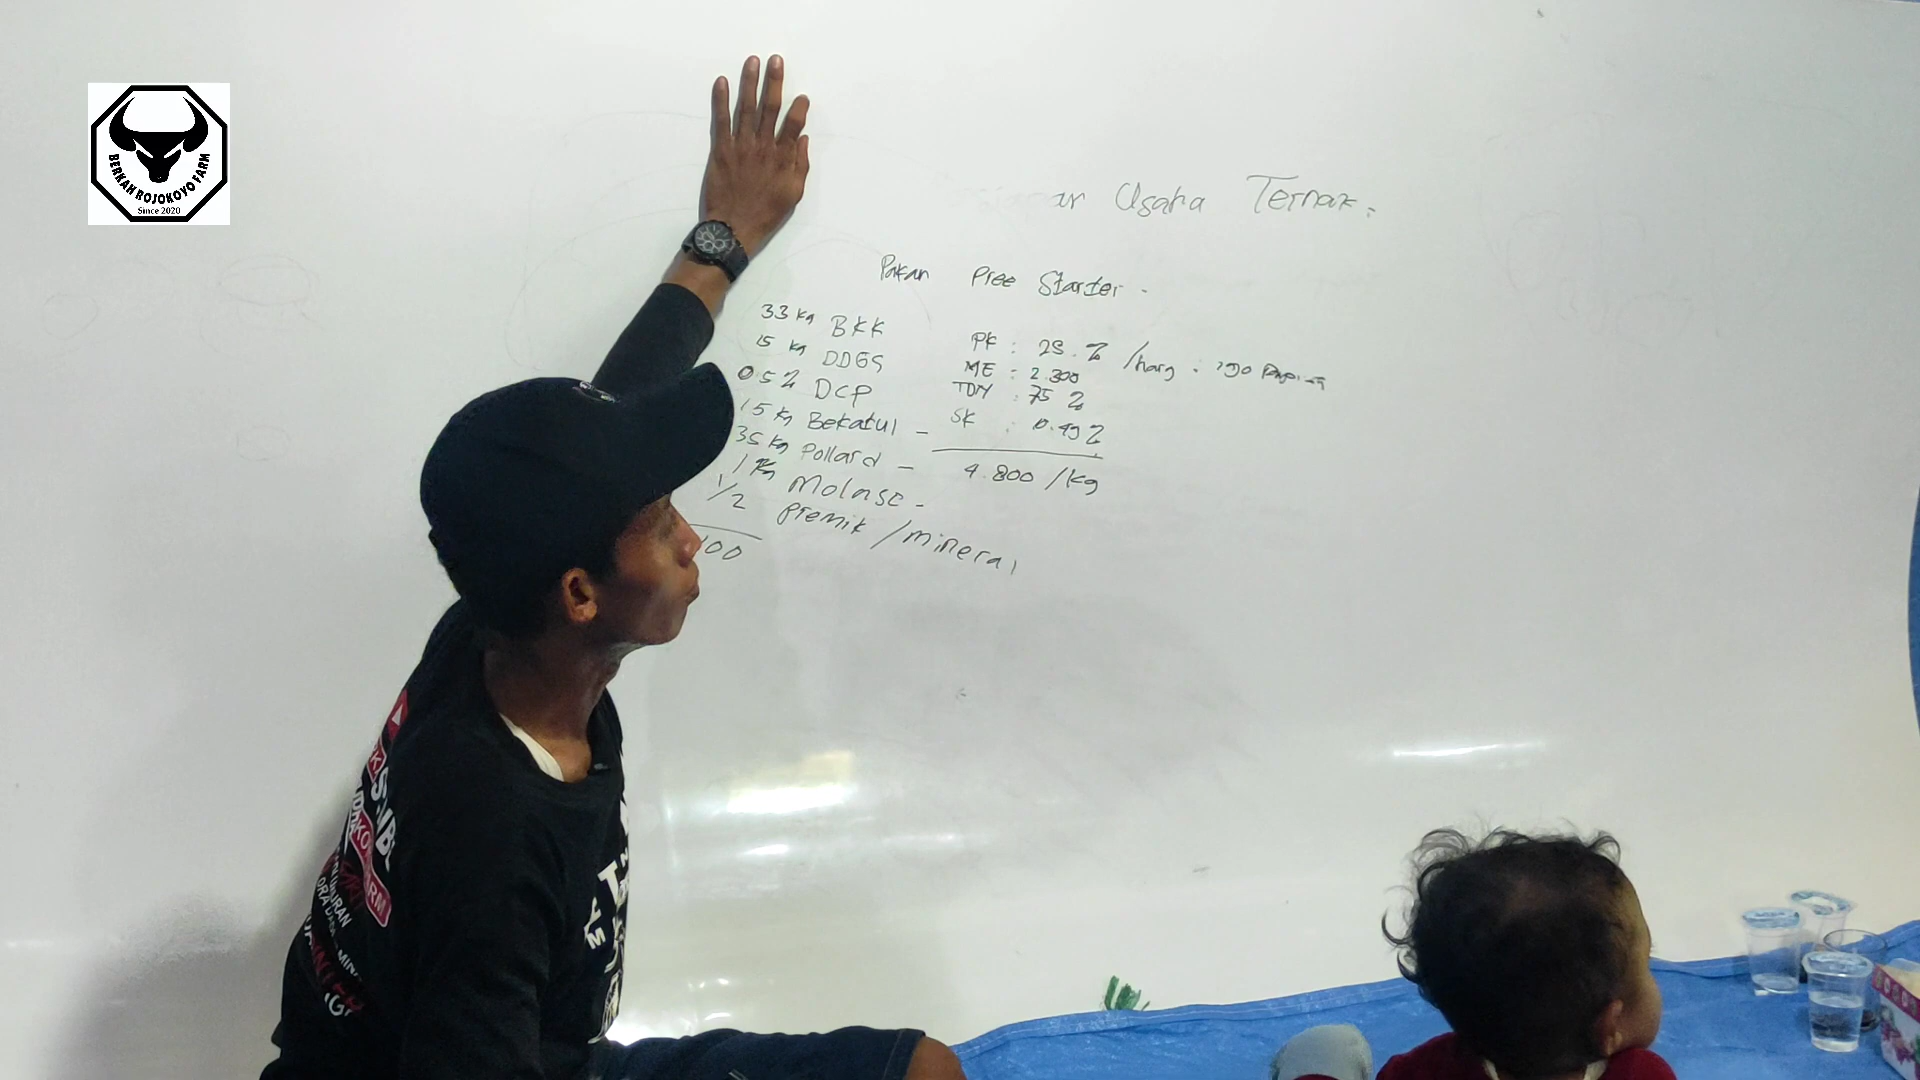 BERKAH ROJOKOYO FARM
Since 2020
Usaha Ternak :
Pakan Pree Starter -
33 kg BKK
15 kg DDGS
0.5 % DCP
15 kg Bekatul -
35 kg Pollard -
1 kg Molase -
1/2 Premik / mineral
100
PK : 25 % / harg :
ME : 2.300
TDN : 75 %
SK : 0.49 %
4.800 / kg